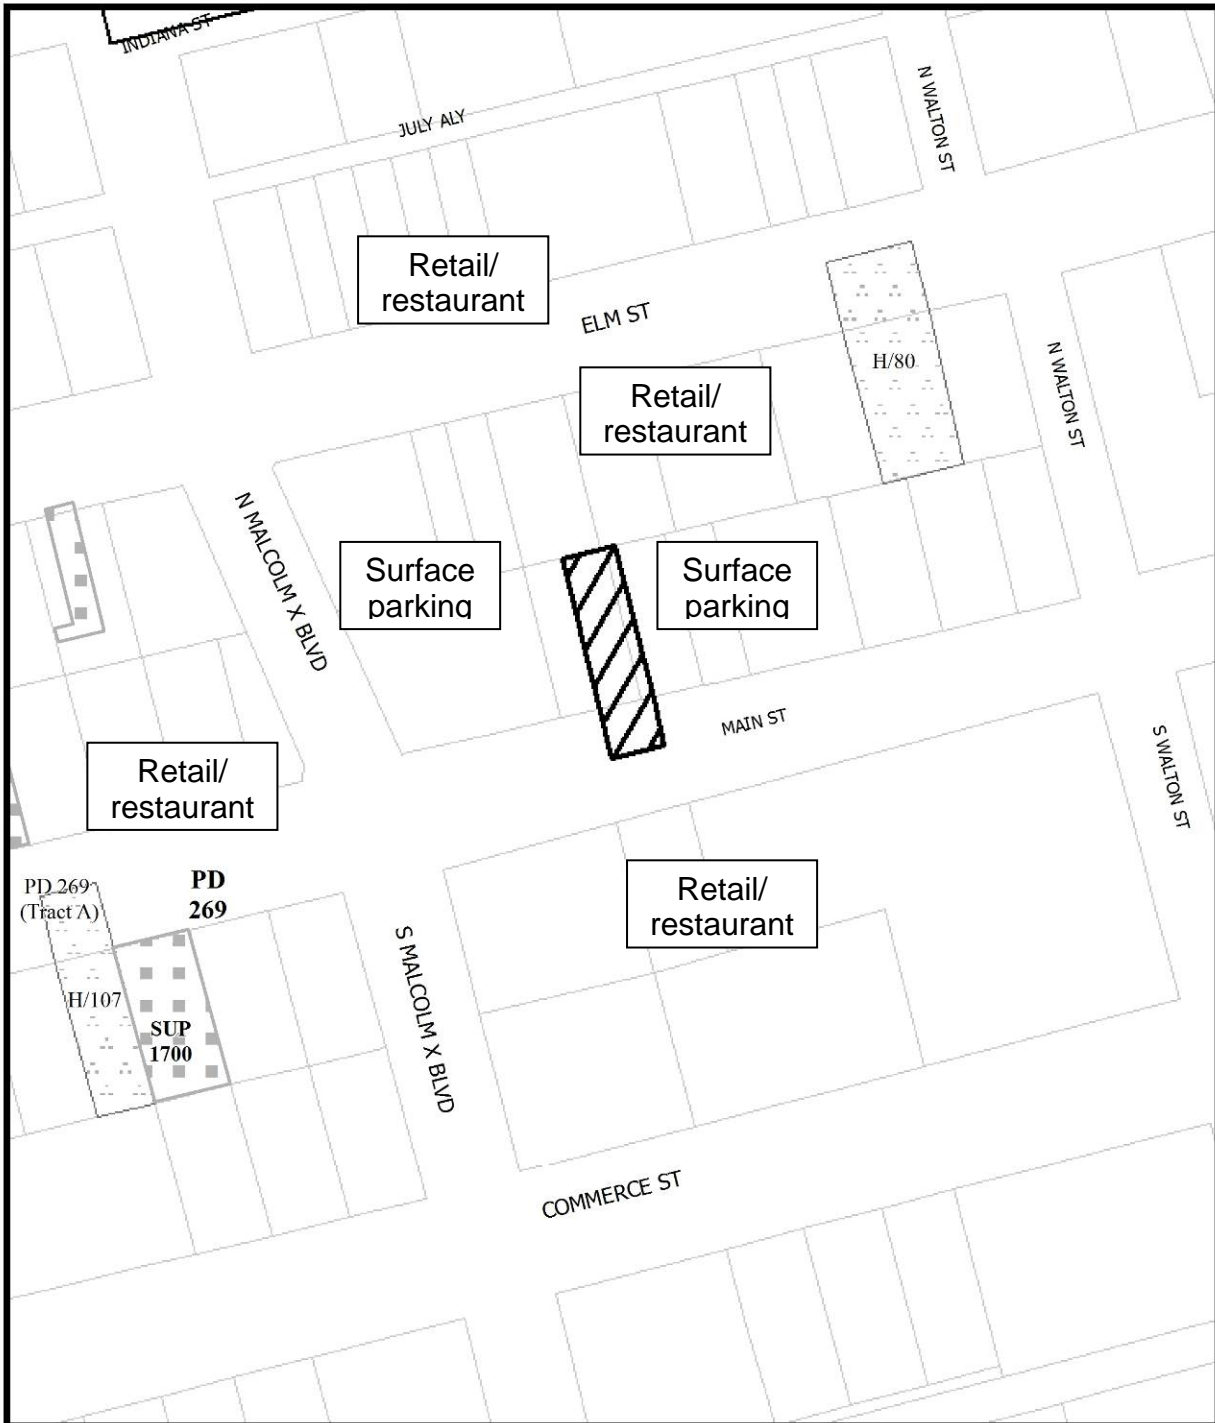 INDIANA ST
N WALTON ST
JULY ALY
Retail/
restaurant
ELM ST
H/80
N WALTON ST
Retail/
restaurant
N MALCOLM X BLVD
Surface
parking
Surface
parking
MAIN ST
S WALTON ST
Retail/
restaurant
PD 269
(Tract A)
PD
269
Retail/
restaurant
S MALCOLM X BLVD
H/107
SUP
1700
COMMERCE ST